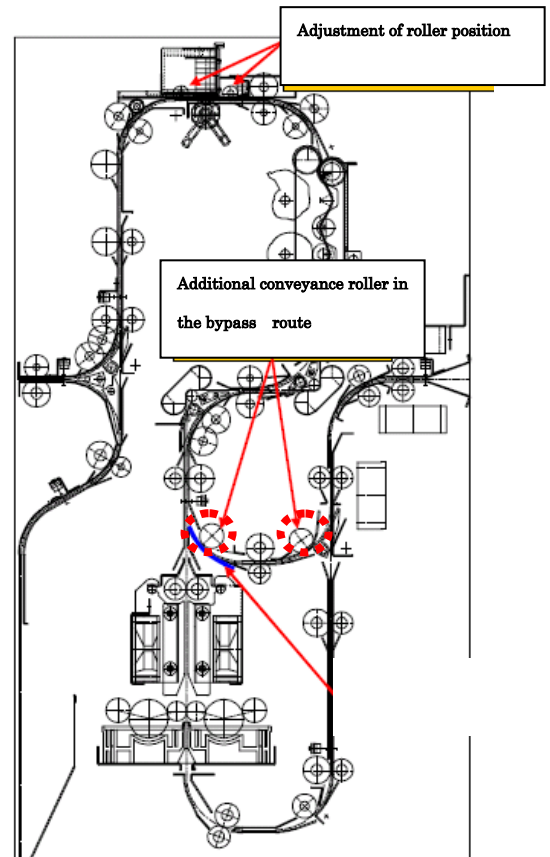 Adjustment of roller position
Additional conveyance roller in
the bypass route